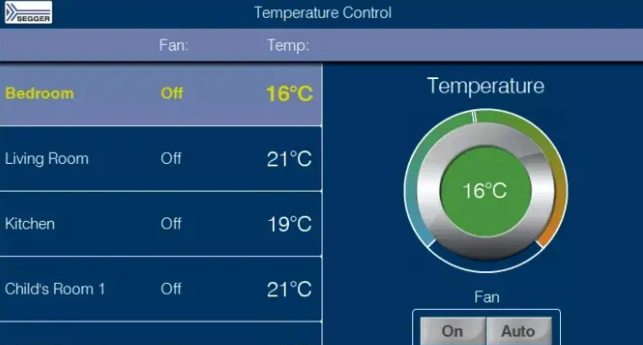 SEGGER
Temperature Control
Fan: Temp:
Bedroom Off 16°C
Living Room Off 21°C
Kitchen Off 19°C
Child's Room 1 Off 21°C
Temperature
16°C
Fan
On Auto